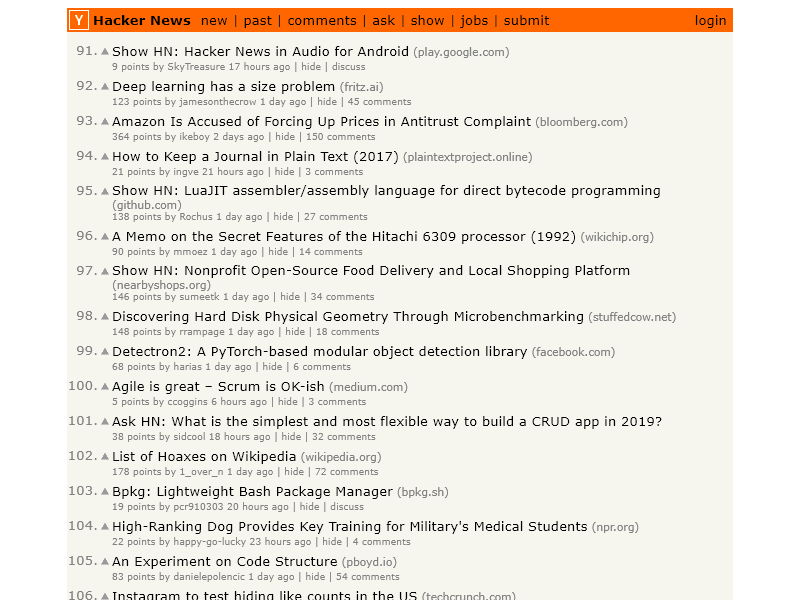 Y Hacker News new | past | comments | ask | show | jobs | submit login
91. Show HN: Hacker News in Audio for Android (play.google.com)
9 points by SkyTreasure 17 hours ago | hide | discuss
92. Deep learning has a size problem (fritz.ai)
123 points by jamesonthecrow 1 day ago | hide | 45 comments
93. Amazon Is Accused of Forcing Up Prices in Antitrust Complaint (bloomberg.com)
364 points by ikeboy 2 days ago | hide | 150 comments
94. How to Keep a Journal in Plain Text (2017) (plaintextproject.online)
21 points by ingve 21 hours ago | hide | 3 comments
95. Show HN: LuaJIT assembler/assembly language for direct bytecode programming
(github.com)
138 points by Rochus 1 day ago | hide | 27 comments
96. A Memo on the Secret Features of the Hitachi 6309 processor (1992) (wikichip.org)
90 points by mmoez 1 day ago | hide | 14 comments
97. Show HN: Nonprofit Open-Source Food Delivery and Local Shopping Platform
(nearbyshops.org)
146 points by sumeetk 1 day ago | hide | 34 comments
98. Discovering Hard Disk Physical Geometry Through Microbenchmarking (stuffedcow.net)
148 points by rrampage 1 day ago | hide | 18 comments
99. Detectron2: A PyTorch-based modular object detection library (facebook.com)
68 points by harias 1 day ago | hide | 6 comments
100. Agile is great – Scrum is OK-ish (medium.com)
5 points by ccoggins 6 hours ago | hide | 3 comments
101. Ask HN: What is the simplest and most flexible way to build a CRUD app in 2019?
38 points by sidcool 18 hours ago | hide | 32 comments
102. List of Hoaxes on Wikipedia (wikipedia.org)
178 points by 1_over_n 1 day ago | hide | 72 comments
103. Bpkg: Lightweight Bash Package Manager (bpkg.sh)
19 points by pcr910303 20 hours ago | hide | discuss
104. High-Ranking Dog Provides Key Training for Military's Medical Students (npr.org)
22 points by happy-go-lucky 23 hours ago | hide | 4 comments
105. An Experiment on Code Structure (pboyd.io)
83 points by danielepolencic 1 day ago | hide | 54 comments
106. Instagram to test hiding like counts in the US (techcrunch.com)